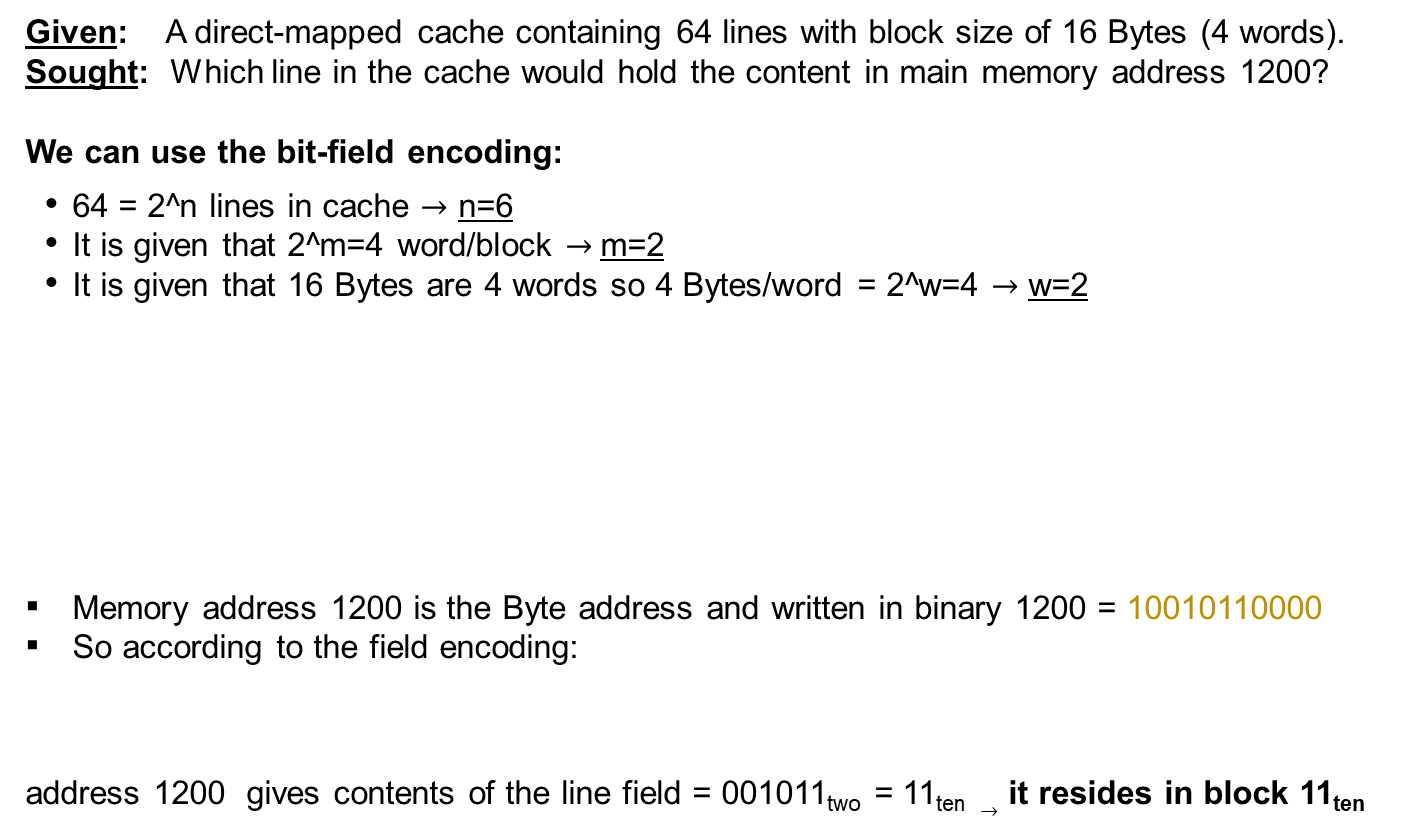 Given: A direct-mapped cache containing 64 lines with block size of 16 Bytes (4 words).
Sought: Which line in the cache would hold the content in main memory address 1200?
We can use the bit-field encoding:
• 64 = 2^n lines in cache → n=6
• It is given that 2^m=4 word/block → m=2
• It is given that 16 Bytes are 4 words so 4 Bytes/word = 2^w=4 → w=2
▪ Memory address 1200 is the Byte address and written in binary 1200 = 10010110000
▪ So according to the field encoding:
address 1200 gives contents of the line field = 001011two = 11ten → it resides in block 11ten